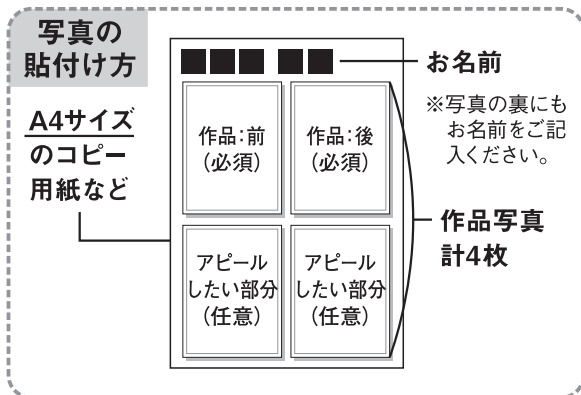 写真の
貼付け方
A4サイズ
のコピー
用紙など
お名前
※写真の裏にも
お名前をご記
入ください。
作品：前
（必須）
作品：後
（必須）
アピール
したい部分
（任意）
アピール
したい部分
（任意）
作品写真
計4枚